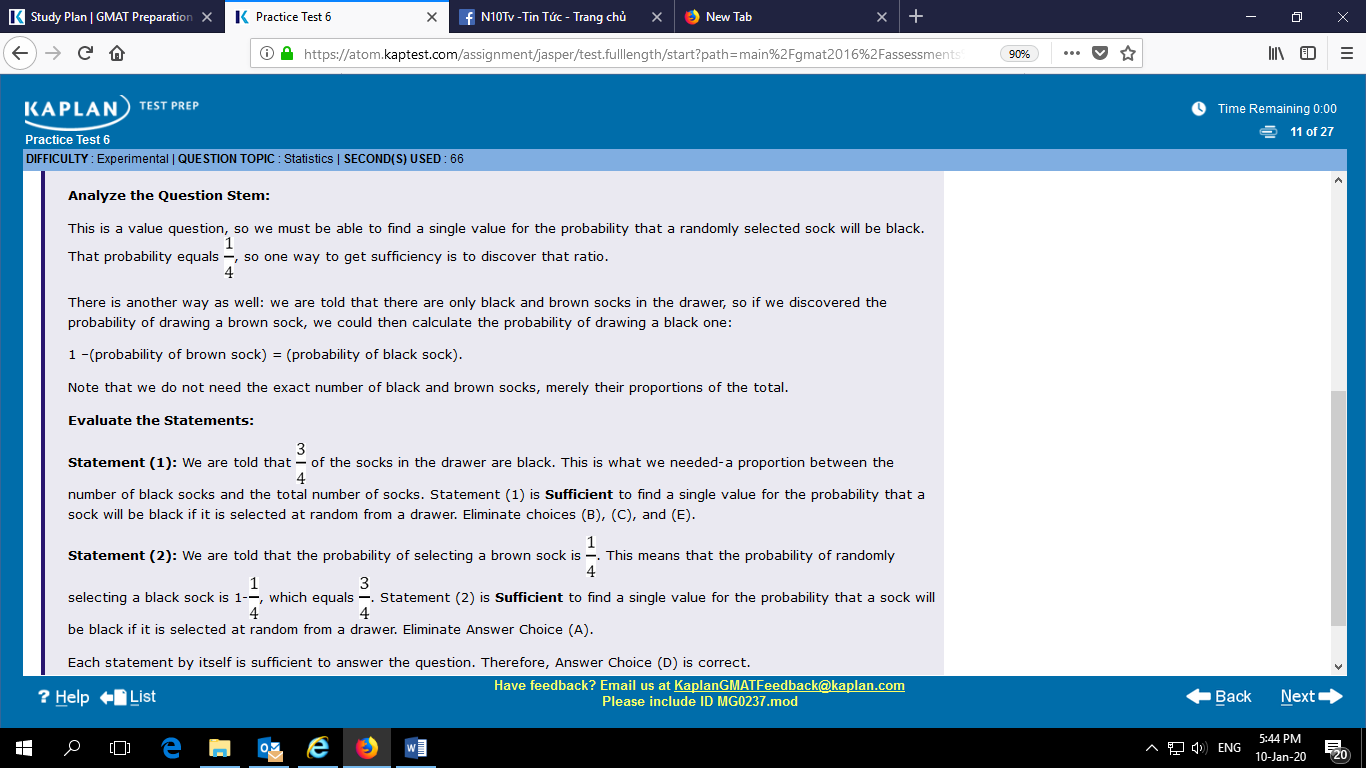 Study Plan | GMAT Preparation
Practice Test 6
N10Tv -Tin Tức - Trang chủ
New Tab
https://atom.kaptest.com/assignment/jasper/test.fulllength/start?path=main%2Fgmat2016%2Fassessments
90%
KAPLAN TEST PREP
Time Remaining 0:00
Practice Test 6
11 of 27
DIFFICULTY : Experimental | QUESTION TOPIC : Statistics | SECOND(S) USED : 66
Analyze the Question Stem:
This is a value question, so we must be able to find a single value for the probability that a randomly selected sock will be black.
That probability equals 1/4, so one way to get sufficiency is to discover that ratio.
There is another way as well: we are told that there are only black and brown socks in the drawer, so if we discovered the
probability of drawing a brown sock, we could then calculate the probability of drawing a black one:
1 –(probability of brown sock) = (probability of black sock).
Note that we do not need the exact number of black and brown socks, merely their proportions of the total.
Evaluate the Statements:
Statement (1): We are told that 3/4 of the socks in the drawer are black. This is what we needed-a proportion between the
number of black socks and the total number of socks. Statement (1) is Sufficient to find a single value for the probability that a
sock will be black if it is selected at random from a drawer. Eliminate choices (B), (C), and (E).
Statement (2): We are told that the probability of selecting a brown sock is 1/4. This means that the probability of randomly
selecting a black sock is 1-1/4, which equals 3/4. Statement (2) is Sufficient to find a single value for the probability that a sock will
be black if it is selected at random from a drawer. Eliminate Answer Choice (A).
Each statement by itself is sufficient to answer the question. Therefore, Answer Choice (D) is correct.
? Help
List
Have feedback? Email us at KaplanGMATFeedback@kaplan.com
Please include ID MG0237.mod
Back
Next
ENG
5:44 PM
10-Jan-20
20